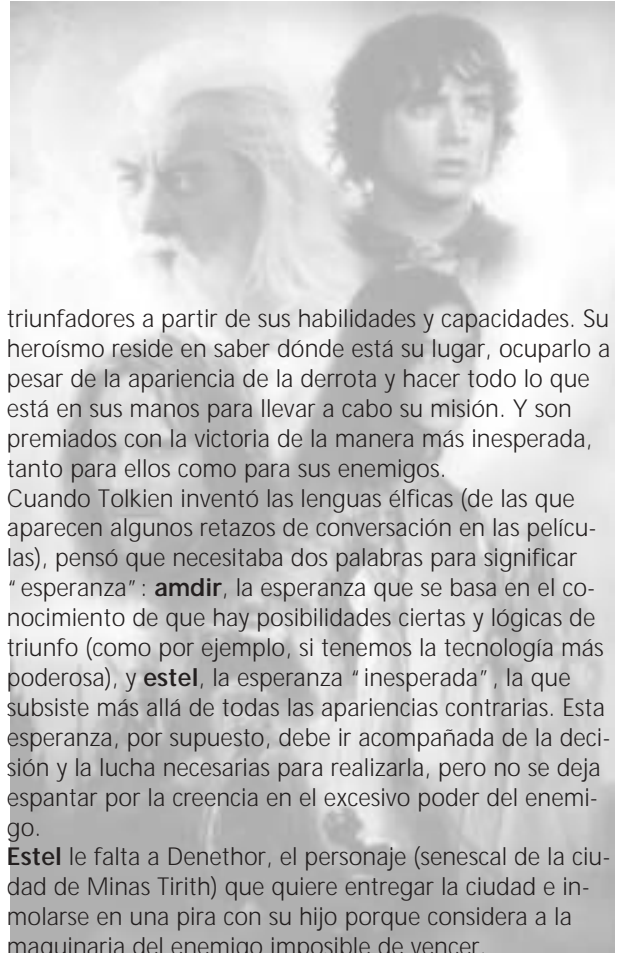 triunfadores a partir de sus habilidades y capacidades. Su
heroísmo reside en saber dónde está su lugar, ocuparlo a
pesar de la apariencia de la derrota y hacer todo lo que
está en sus manos para llevar a cabo su misión. Y son
premiados con la victoria de la manera más inesperada,
tanto para ellos como para sus enemigos.
Cuando Tolkien inventó las lenguas élficas (de las que
aparecen algunos retazos de conversación en las pelícu-
las), pensó que necesitaba dos palabras para significar
"esperanza": amdir, la esperanza que se basa en el co-
nocimiento de que hay posibilidades ciertas y lógicas de
triunfo (como por ejemplo, si tenemos la tecnología más
poderosa), y estel, la esperanza "inesperada", la que
subsiste más allá de todas las apariencias contrarias. Esta
esperanza, por supuesto, debe ir acompañada de la deci-
sión y la lucha necesarias para realizarla, pero no se deja
espantar por la creencia en el excesivo poder del enemi-
go.
Estel le falta a Denethor, el personaje (senescal de la ciu-
dad de Minas Tirith) que quiere entregar la ciudad e in-
molarse en una pira con su hijo porque considera a la
maquinaria del enemigo imposible de vencer.